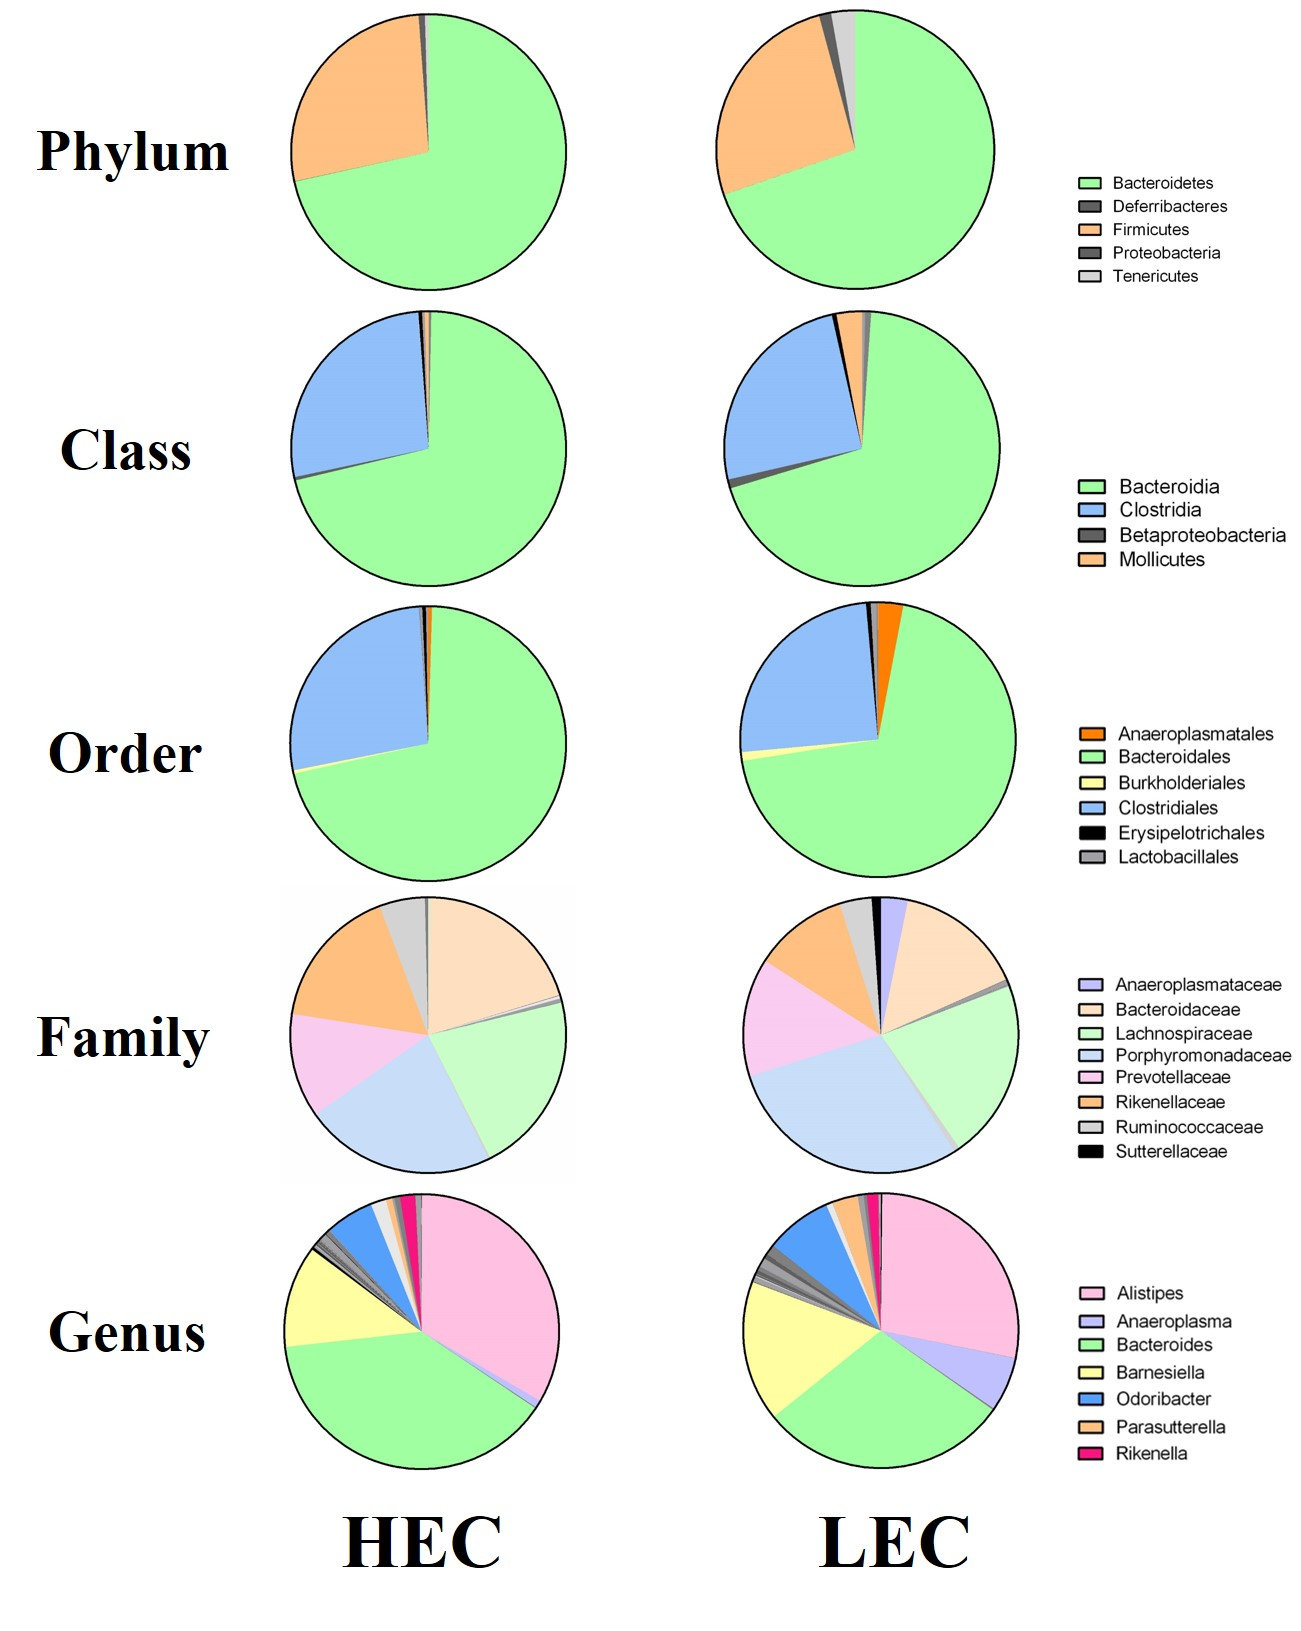 Phylum
Bacteroidetes
Deferribacteres
Firmicutes
Proteobacteria
Tenericutes
Class
Bacteroidia
Clostridia
Betaproteobacteria
Mollicutes
Order
Anaeroplasmatales
Bacteroidales
Burkholderiales
Clostridiales
Erysipelotrichales
Lactobacillales
Family
Anaeroplasmataceae
Bacteroidaceae
Lachnospiraceae
Porphyromonadaceae
Prevotellaceae
Rikenellaceae
Ruminococcaceae
Sutterellaceae
Genus
Alistipes
Anaeroplasma
Bacteroides
Barnesiella
Odoribacter
Parasutterella
Rikenella
HEC LEC